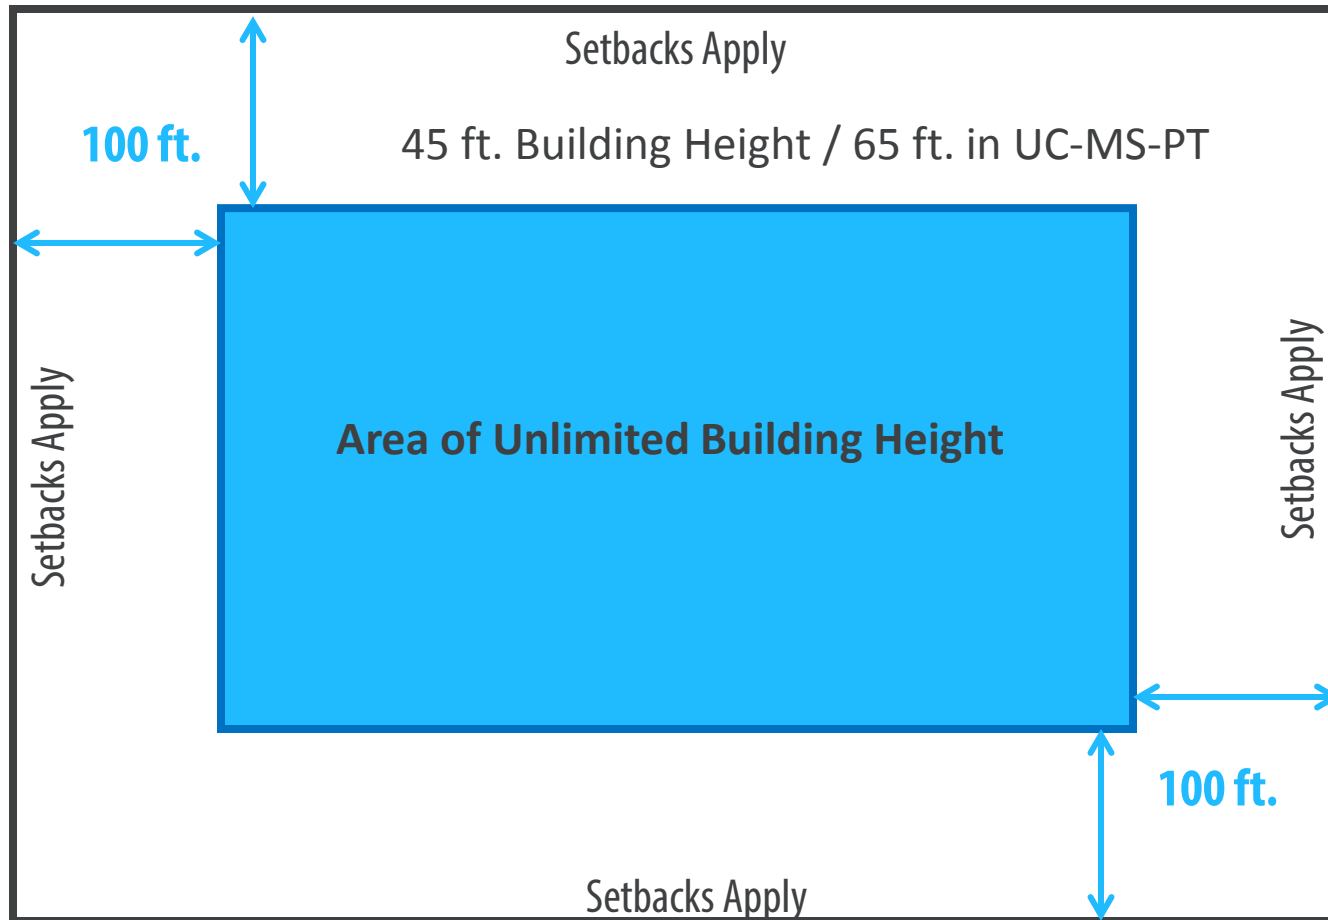 Setbacks Apply
100 ft.
45 ft. Building Height / 65 ft. in UC-MS-PT
Setbacks Apply
Area of Unlimited Building Height
Setbacks Apply
100 ft.
Setbacks Apply